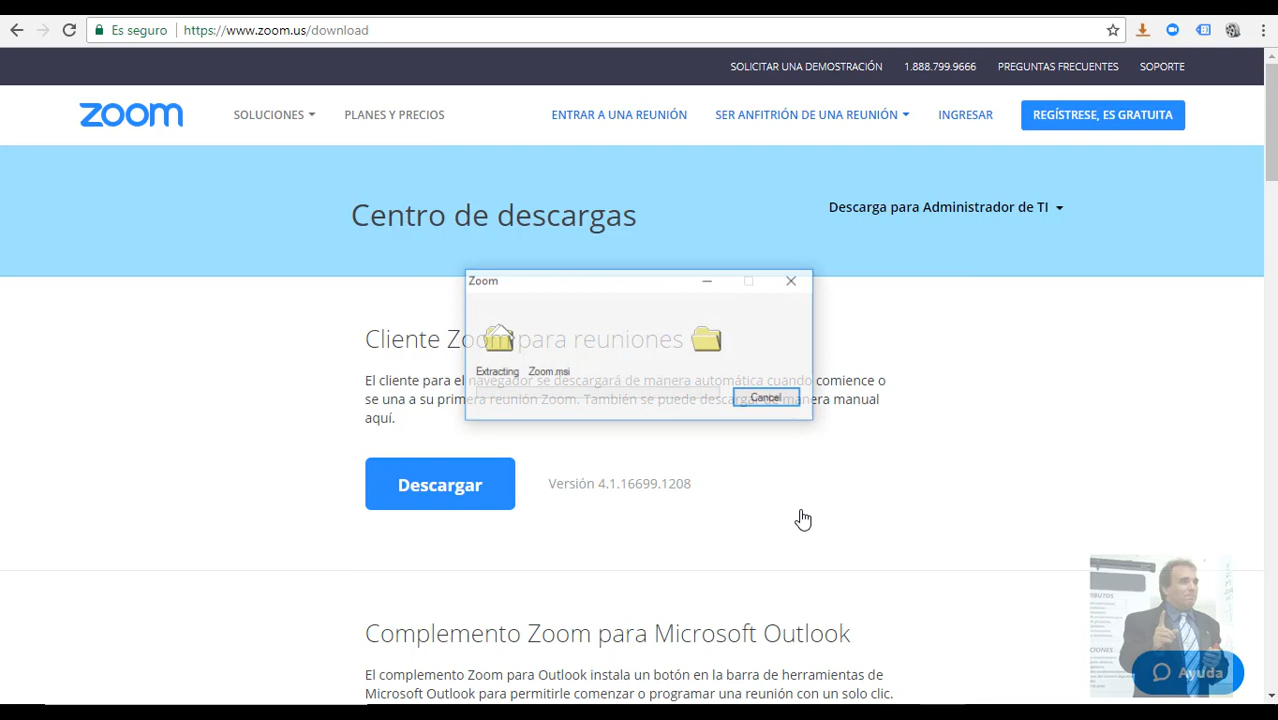 Es seguro https://www.zoom.us/download
SOLICITAR UNA DEMOSTRACIÓN 1.888.799.9666 PREGUNTAS FRECUENTES SOPORTE
zoom SOLUCIONES PLANES Y PRECIOS ENTRAR A UNA REUNIÓN SER ANFITRIÓN DE UNA REUNIÓN INGRESAR REGÍSTRESE, ES GRATUITA
Centro de descargas
Descarga para Administrador de TI
Zoom
Cliente Zoom para reuniones
Extracting Zoom.msi
Cancel
El cliente para el navegador se descargará de manera automática cuando comience o
se una a su primera reunión Zoom. También se puede descargar de manera manual
aquí.
Descargar Versión 4.1.16699.1208
Complemento Zoom para Microsoft Outlook
El complemento Zoom para Outlook instala un botón en la barra de herramientas de
Microsoft Outlook para permitirle comenzar o programar una reunión con un solo clic.
Ayuda